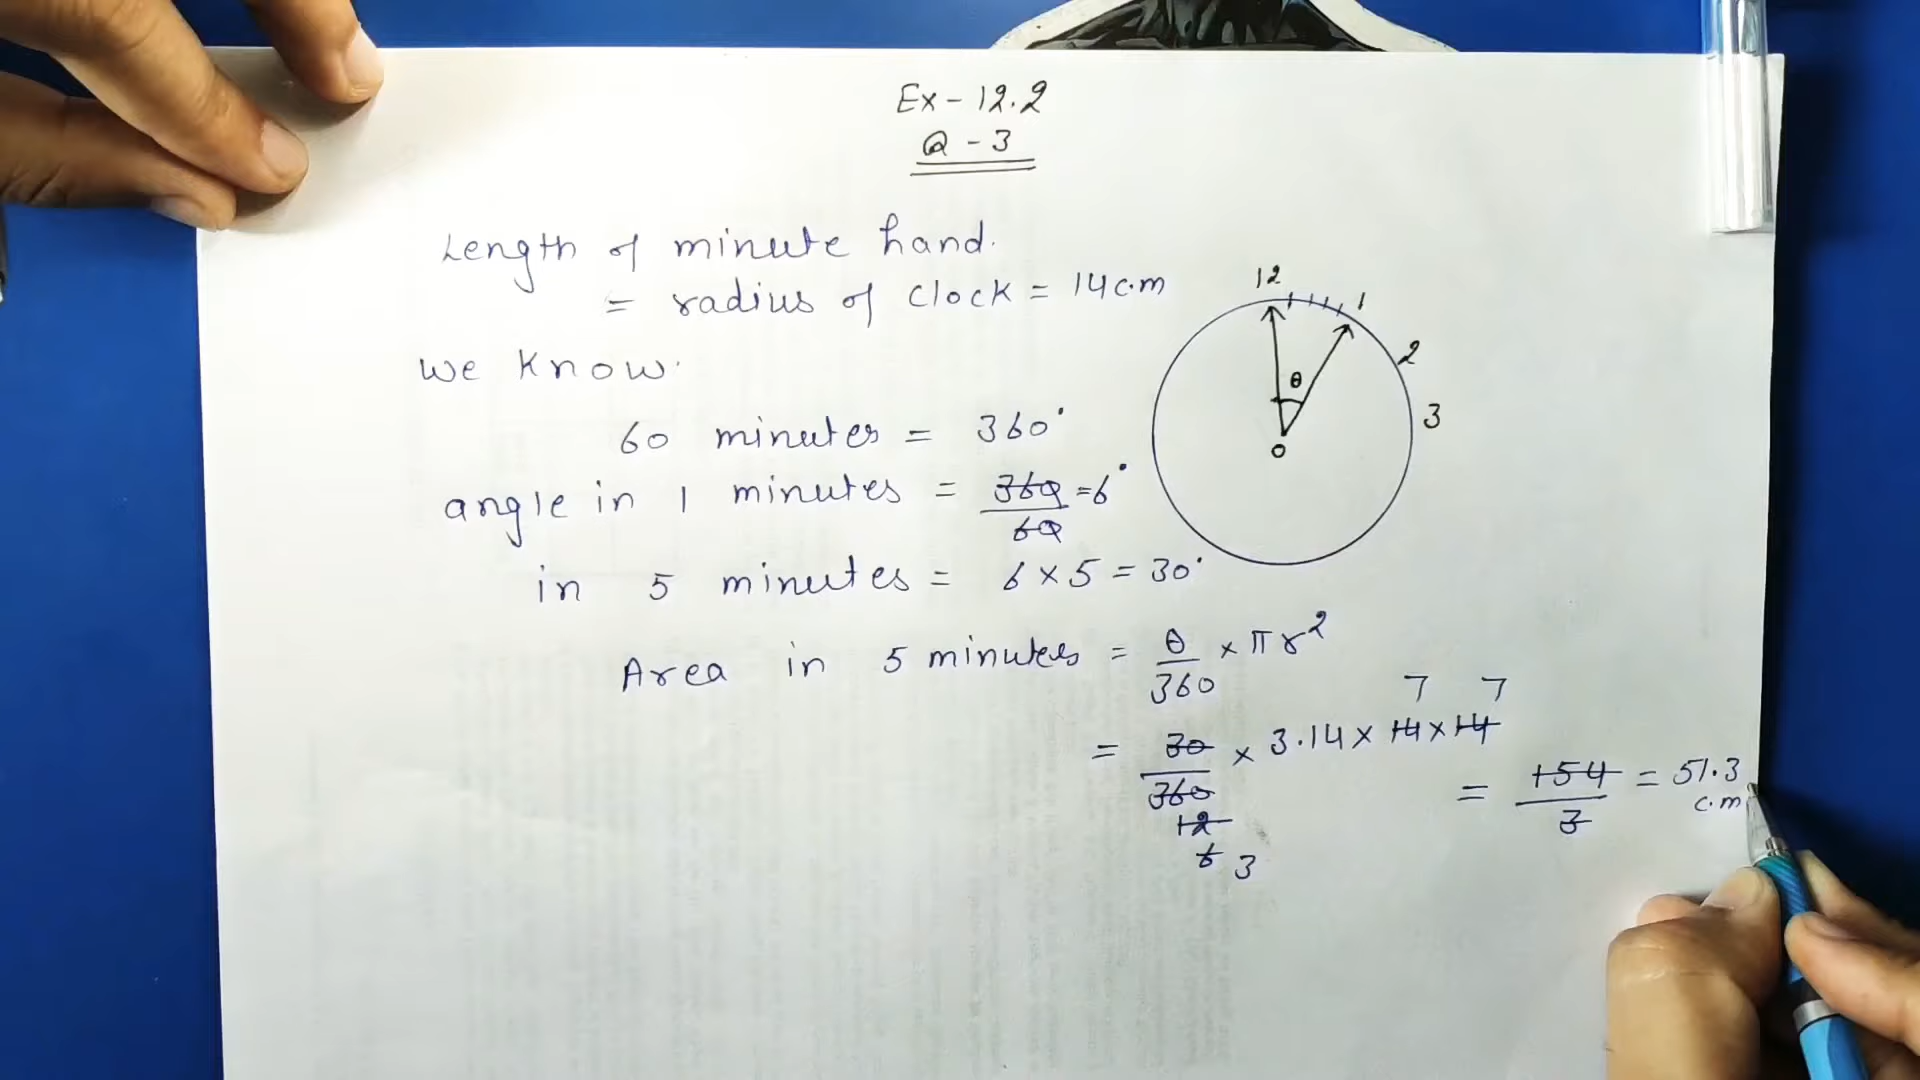 Ex - 12.2
Q - 3
Length of minute hand.
= radius of clock = 14 c.m
We know.
60 minutes = 360°
angle in 1 minutes = 360/60 = 6°
in 5 minutes = 6 × 5 = 30°
12 1
2
3
θ
O
Area in 5 minutes = θ/360 × πr²
7 7
= 30/360 × 3.14 × 14 × 14
12
6 3
= 154/3 = 51.3
c.m